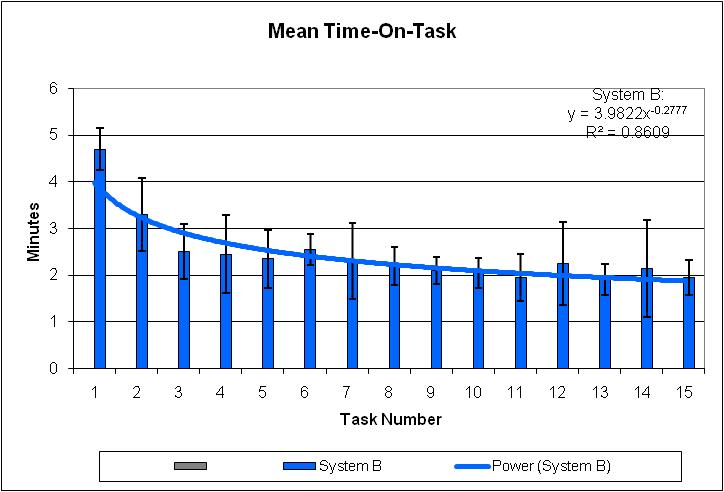 Mean Time-On-Task
System B:
y = 3.9822x^-0.2777
R² = 0.8609
6
5
4
3
2
1
0
Minutes
1 2 3 4 5 6 7 8 9 10 11 12 13 14 15
Task Number
System B Power (System B)